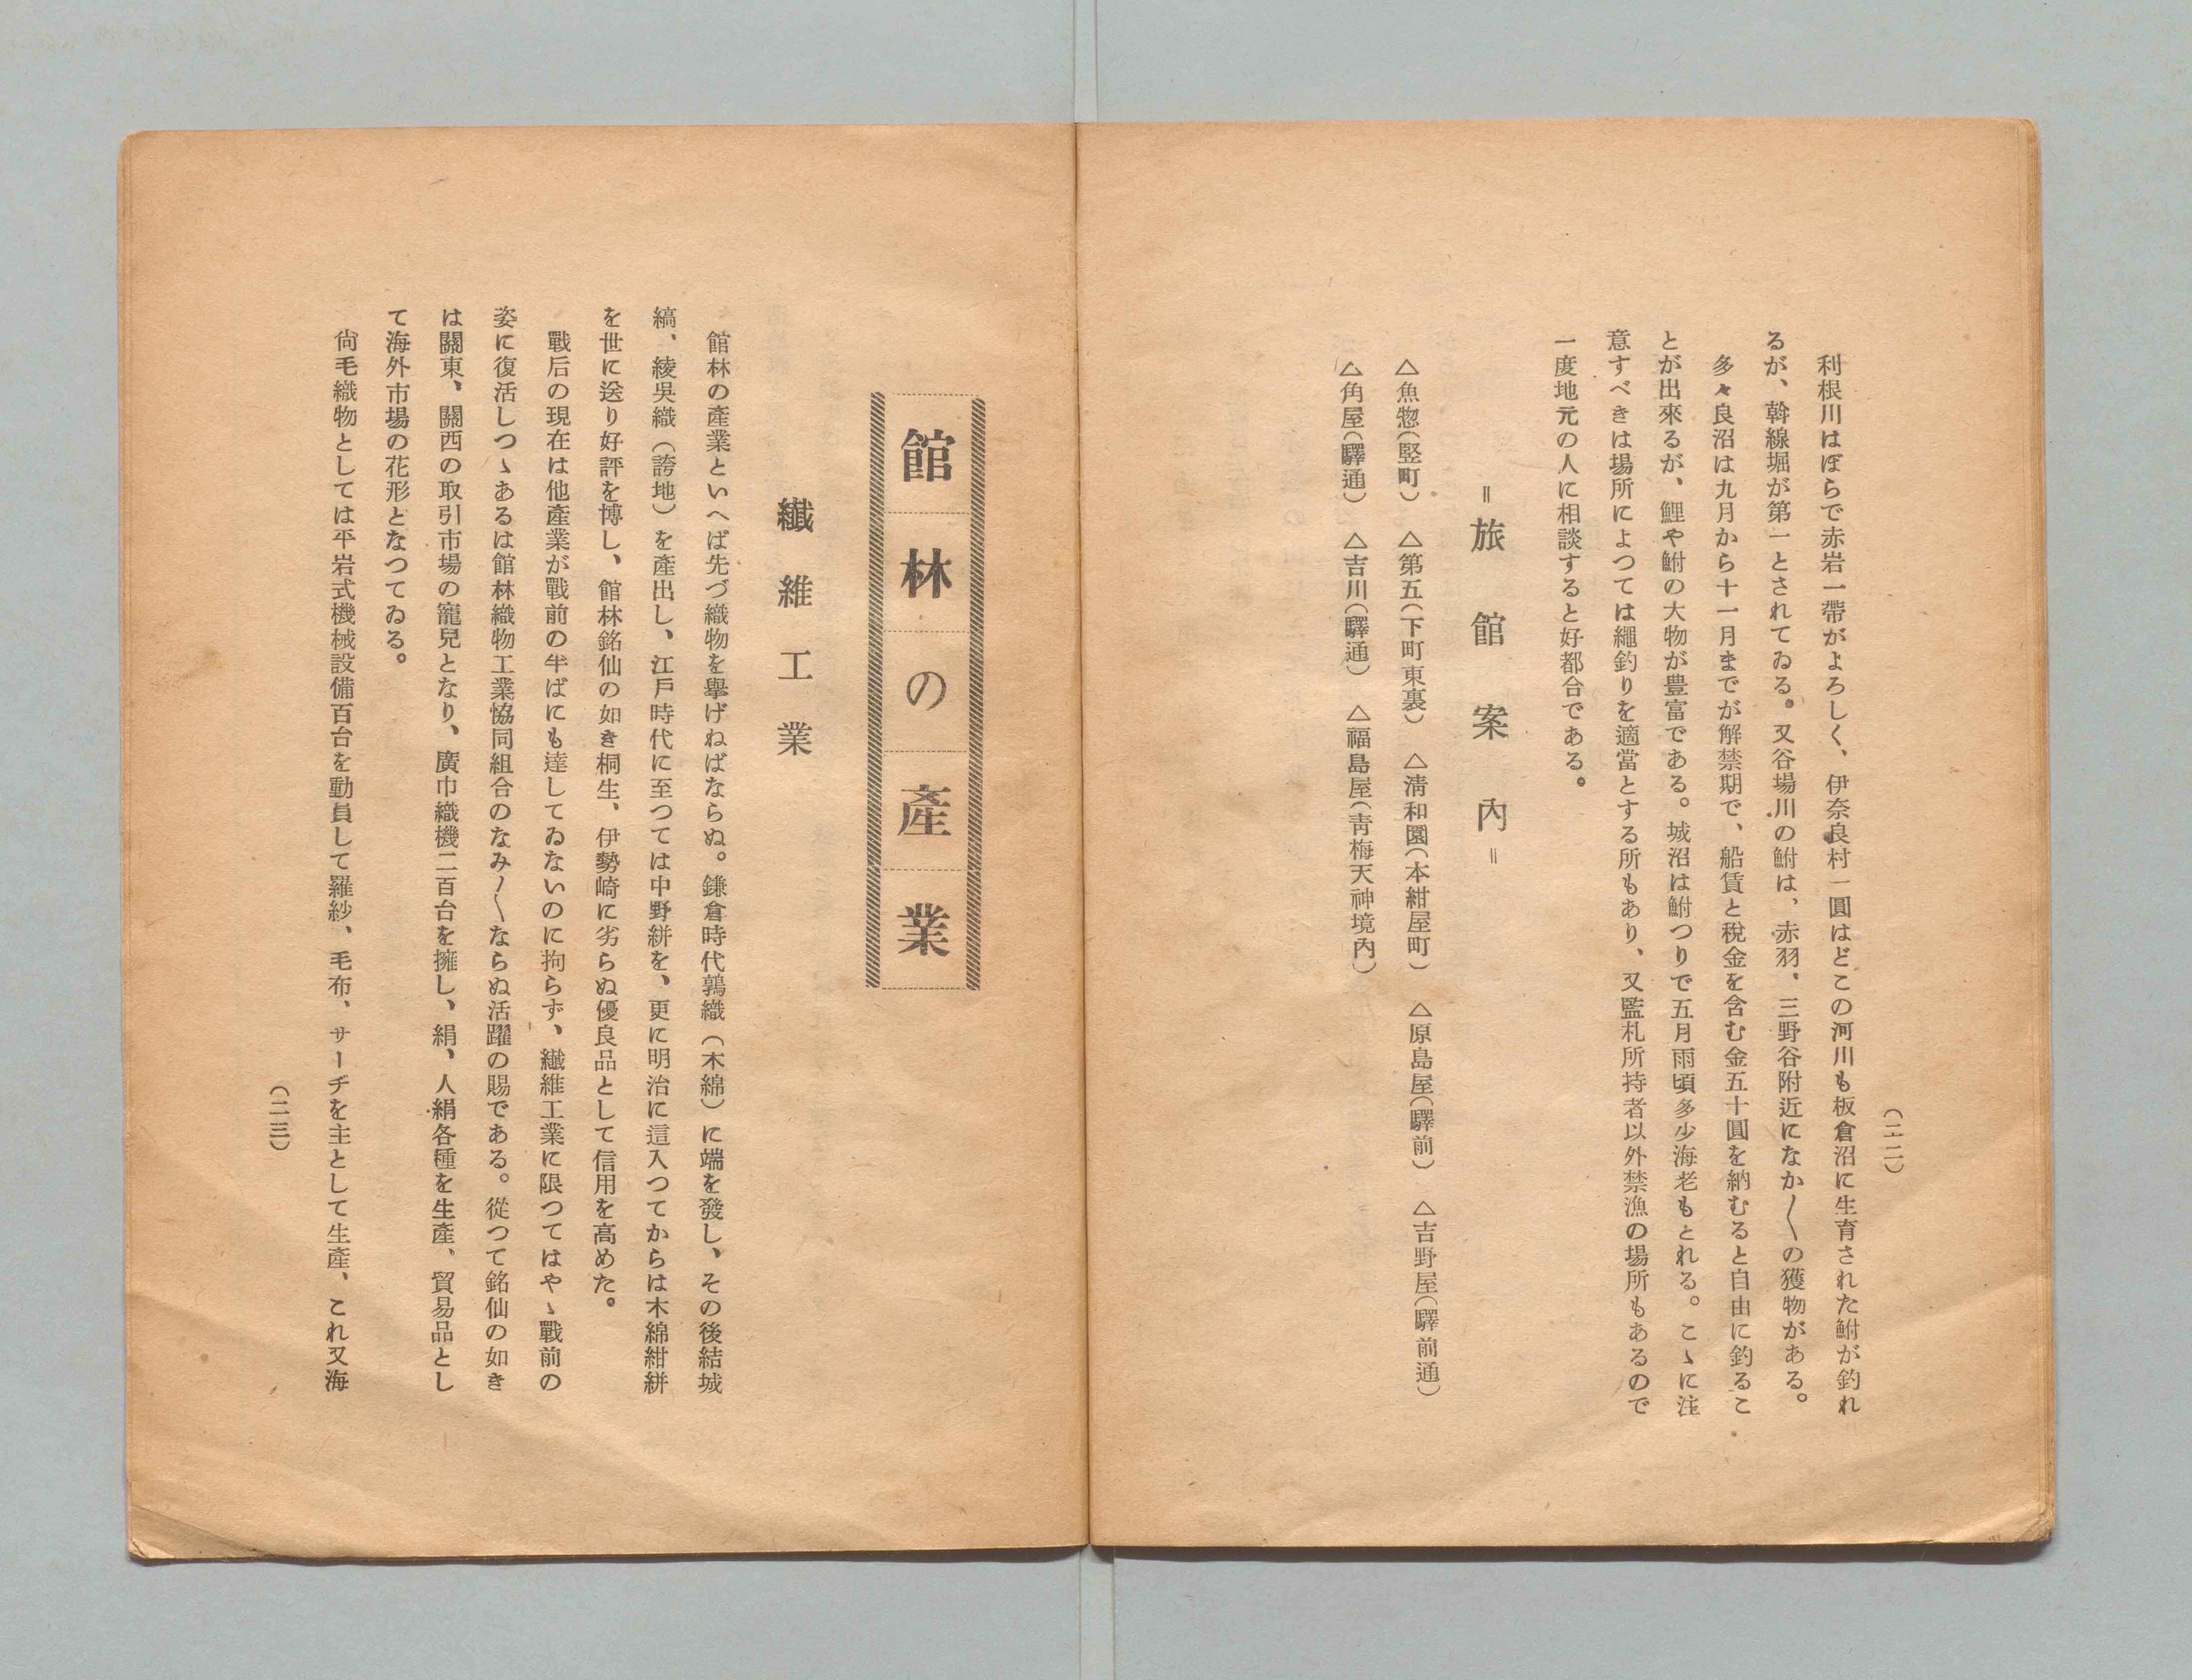 （二二）
利根川はぼらで赤岩一帶がよろしく、伊奈良村一圓はどこの河川も板倉沼に生育された鮒が釣れ
るが、斡線堀が第一とされてゐる。又谷場川の鮒は、赤羽、三野谷附近になか〱の獲物がある。
多々良沼は九月から十一月までが解禁期で、船賃と税金を含む金五十圓を納むると自由に釣るこ
とが出來るが、鯉や鮒の大物が豊富である。城沼は鮒つりで五月雨頃多少海老もとれる。こゝに注
意すべきは場所によつては繩釣りを適當とする所もあり、又監札所持者以外禁漁の場所もあるので
一度地元の人に相談すると好都合である。
＝旅館案內＝
△魚惣（竪町）　△第五（下町東裏）　△淸和園（本紺屋町）　△原島屋（驛前）　△吉野屋（驛前通）
△角屋（驛通）　△吉川（驛通）　△福島屋（靑梅天神境內）
館林の產業
纖維工業
館林の產業といへば先づ織物を擧げねばならぬ。鎌倉時代鶉織（木綿）に端を發し、その後結城
縞、綾吳織（誇地）を產出し、江戶時代に至つては中野絣を、更に明治に這入つてからは木綿紺絣
を世に送り好評を博し、館林銘仙の如き桐生、伊勢崎に劣らぬ優良品として信用を高めた。
戰后の現在は他產業が戰前の半ばにも達してゐないのに拘らず、纖維工業に限つてはやゝ戰前の
姿に復活しつゝあるは館林織物工業恊同組合のなみ〱ならぬ活躍の賜である。從つて銘仙の如き
は關東、關西の取引市場の寵兒となり、廣巾織機二百台を擁し、絹、人絹各種を生產、貿易品とし
て海外市場の花形となつてゐる。
尙毛織物としては平岩式機械設備百台を動員して羅紗、毛布、サーヂを主として生產、これ又海
（二三）